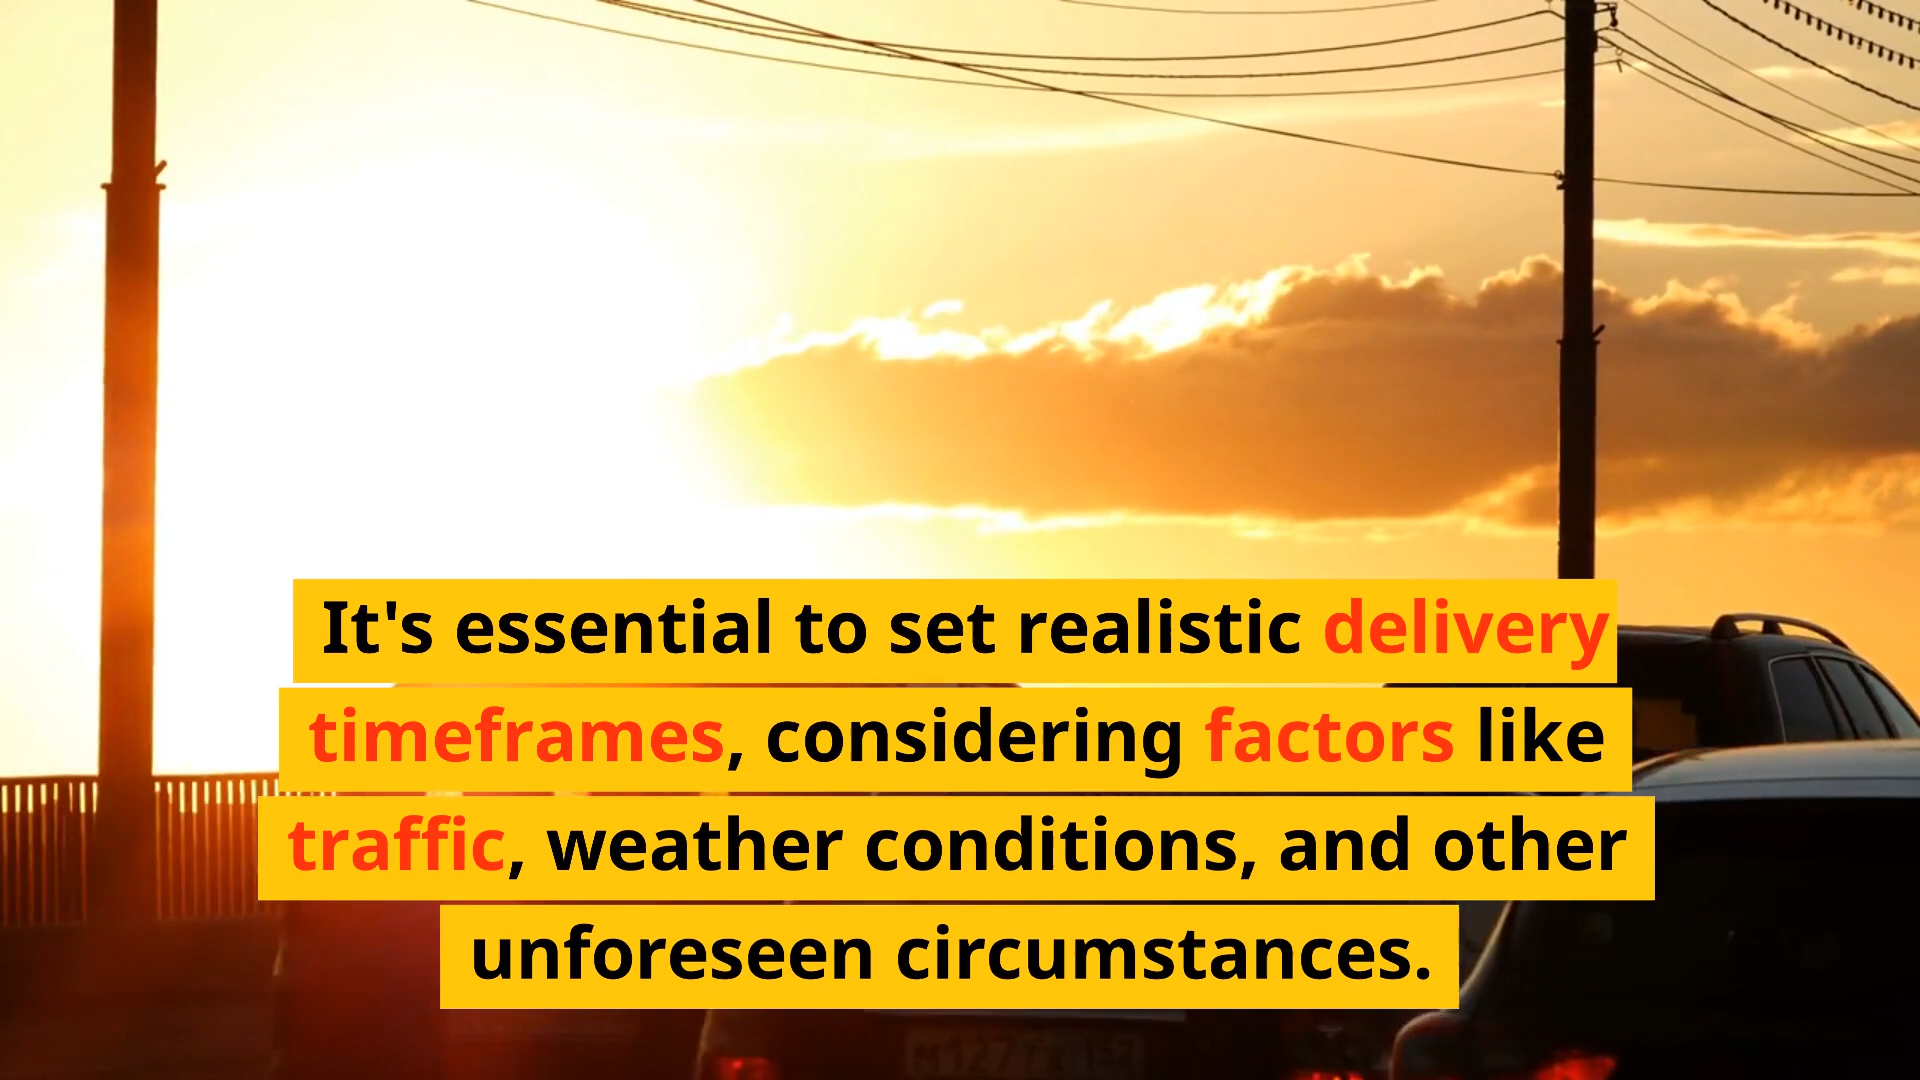 It's essential to set realistic delivery
timeframes, considering factors like
traffic, weather conditions, and other
unforeseen circumstances.